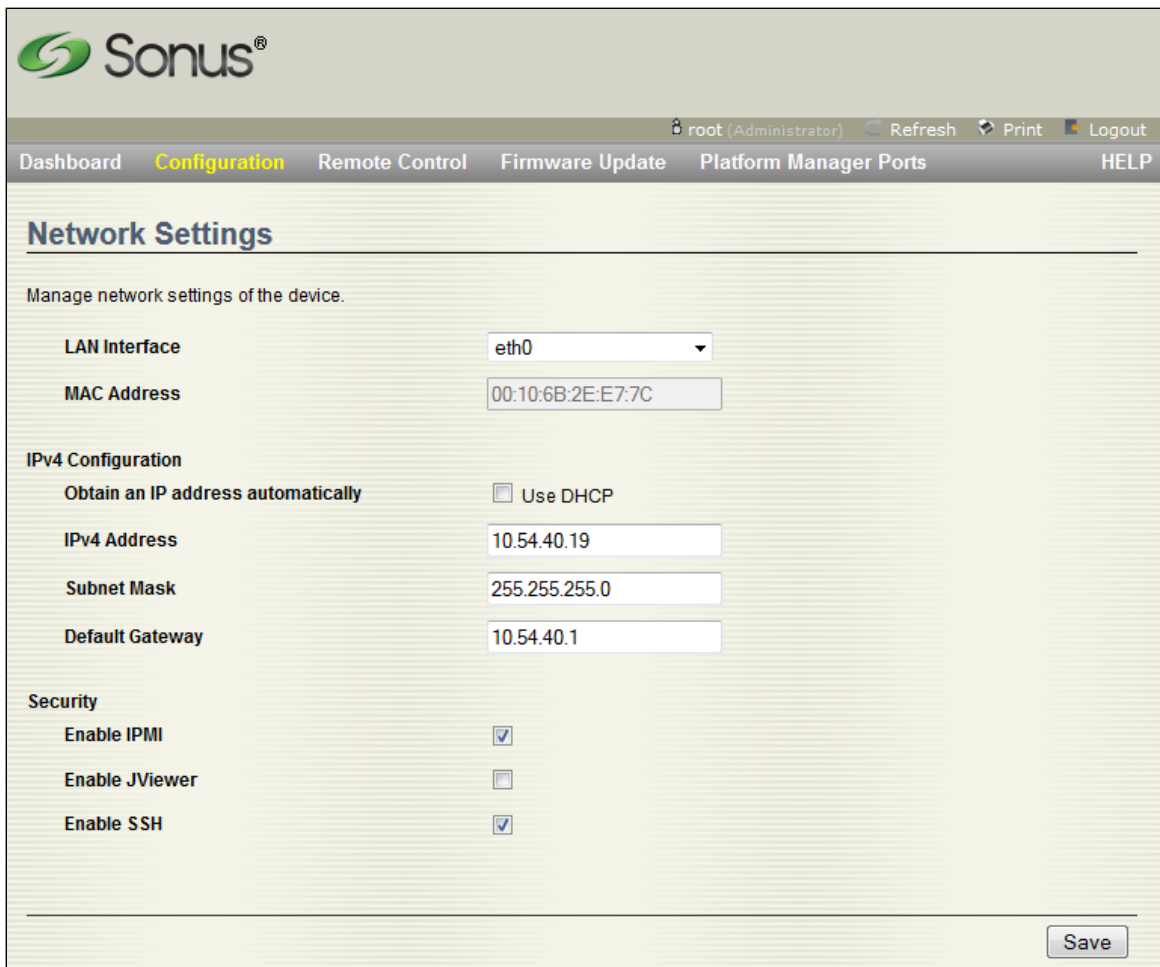 Sonus®
root (Administrator) Refresh Print Logout
Dashboard Configuration Remote Control Firmware Update Platform Manager Ports HELP
Network Settings
Manage network settings of the device.
LAN Interface eth0
MAC Address 00:10:6B:2E:E7:7C
IPv4 Configuration
Obtain an IP address automatically Use DHCP
IPv4 Address 10.54.40.19
Subnet Mask 255.255.255.0
Default Gateway 10.54.40.1
Security
Enable IPMI
Enable JViewer
Enable SSH
Save